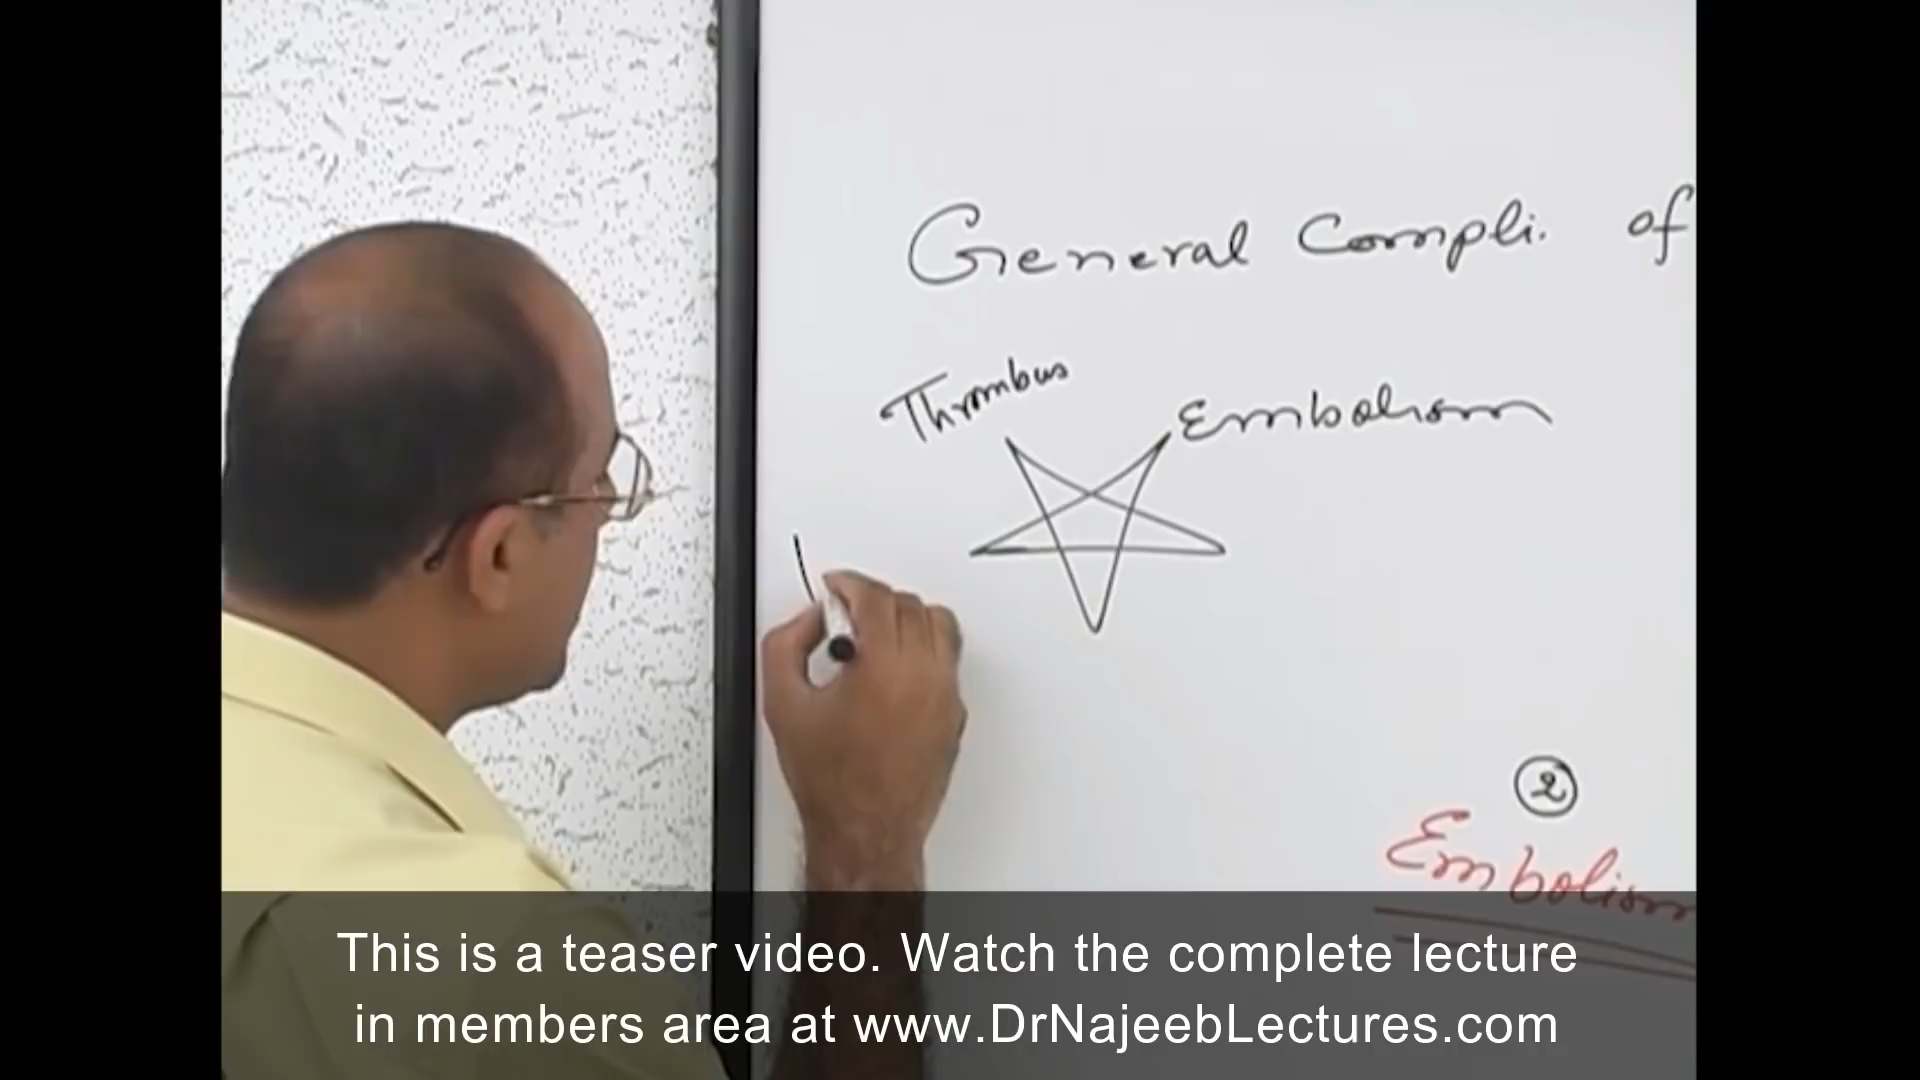 General Compli. of
Thrombus
Embolism
2
Embolism
This is a teaser video. Watch the complete lecture
in members area at www.DrNajeebLectures.com